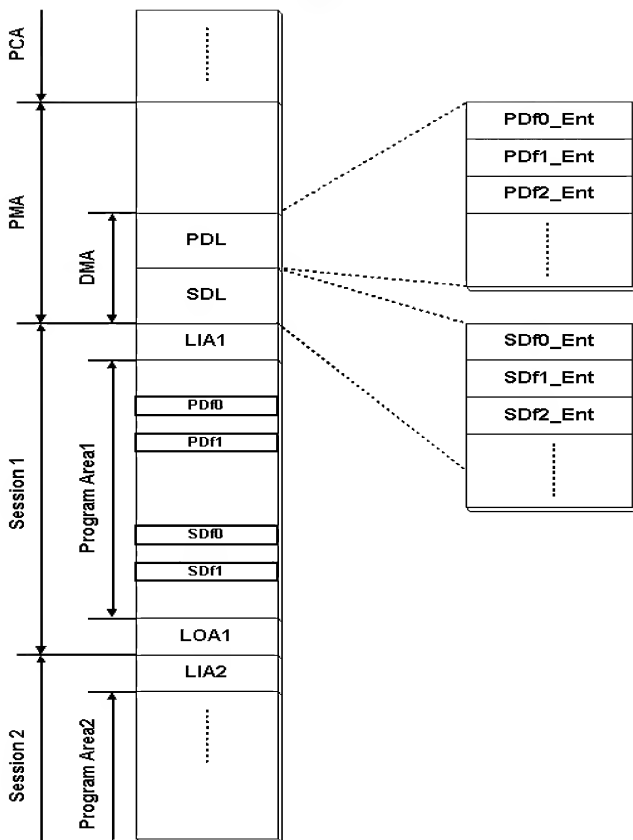 PCA
PMA
DMA
PDL
SDL
LIA1
Session 1
Program Area1
PDf0
PDf1
SDf0
SDf1
LOA1
LIA2
Session 2
Program Area2
PDf0_Ent
PDf1_Ent
PDf2_Ent
SDf0_Ent
SDf1_Ent
SDf2_Ent